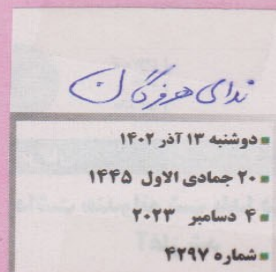 ندای هرمزگان
دوشنبه ۱۳ آذر ۱۴۰۲
۲۰ جمادی الاول ۱۴۴۵
۴ دسامبر ۲۰۲۳
شماره ۴۲۹۷